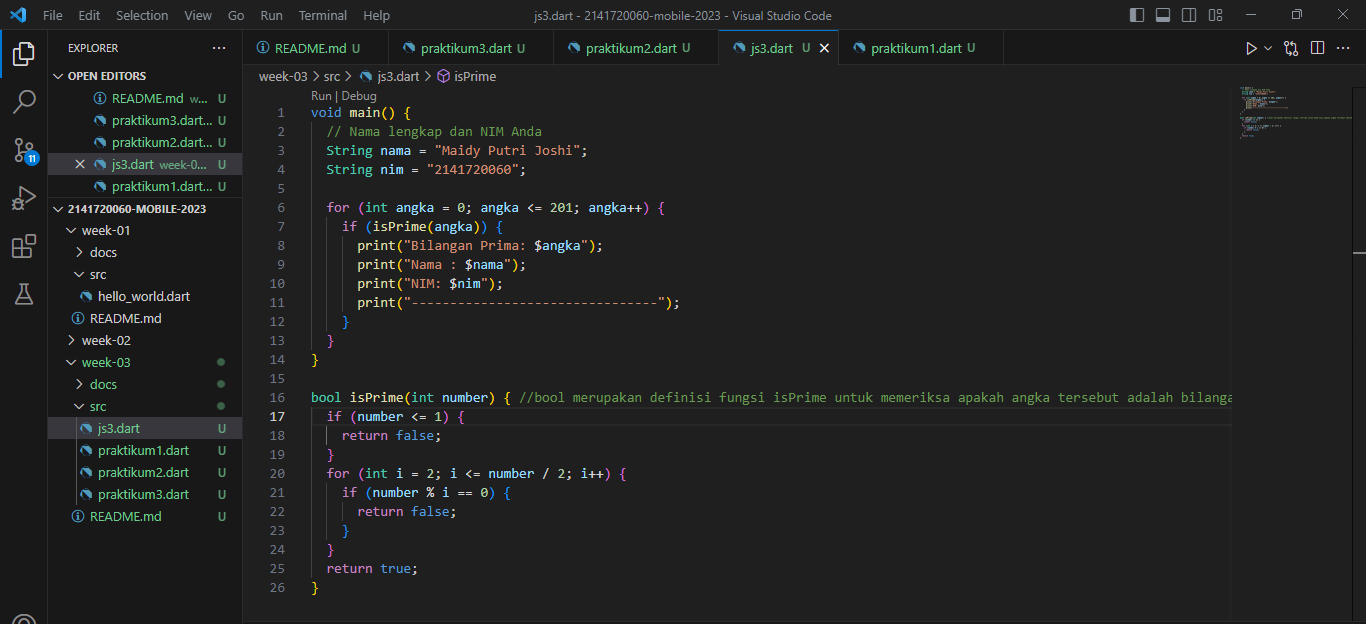 File Edit Selection View Go Run Terminal Help js3.dart - 2141720060-mobile-2023 - Visual Studio Code
EXPLORER
OPEN EDITORS
README.md w... U
praktikum3.dart... U
praktikum2.dart... U
js3.dart week-0... U
praktikum1.dart... U
2141720060-MOBILE-2023
week-01
docs
src
hello_world.dart
README.md
week-02
week-03
docs
src
js3.dart U
praktikum1.dart U
praktikum2.dart U
praktikum3.dart U
README.md U
11
README.md U praktikum3.dart U praktikum2.dart U js3.dart U praktikum1.dart U
week-03 > src > js3.dart > isPrime
Run | Debug
1 void main() {
2 // Nama lengkap dan NIM Anda
3 String nama = "Maidy Putri Joshi";
4 String nim = "2141720060";
5
6 for (int angka = 0; angka <= 201; angka++) {
7 if (isPrime(angka)) {
8 print("Bilangan Prima: $angka");
9 print("Nama : $nama");
10 print("NIM: $nim");
11 print("--------------------------------");
12 }
13 }
14 }
15
16 bool isPrime(int number) { //bool merupakan definisi fungsi isPrime untuk memeriksa apakah angka tersebut adalah bilanga
17 if (number <= 1) {
18 return false;
19 }
20 for (int i = 2; i <= number / 2; i++) {
21 if (number % i == 0) {
22 return false;
23 }
24 }
25 return true;
26 }